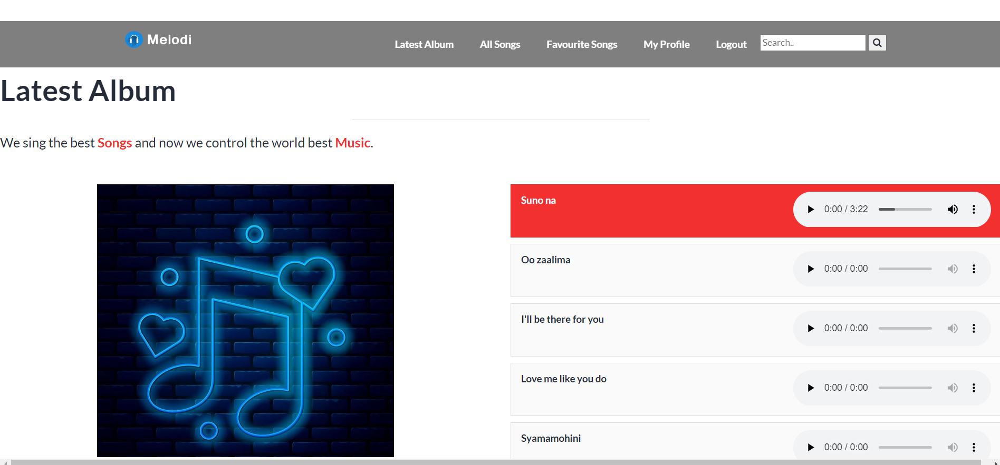 Melodi
Latest Album All Songs Favourite Songs My Profile Logout Search..
Latest Album
We sing the best Songs and now we control the world best Music.
Suno na
0:00 / 3:22
Oo zaalima
0:00 / 0:00
I'll be there for you
0:00 / 0:00
Love me like you do
0:00 / 0:00
Syamamohini
0:00 / 0:00